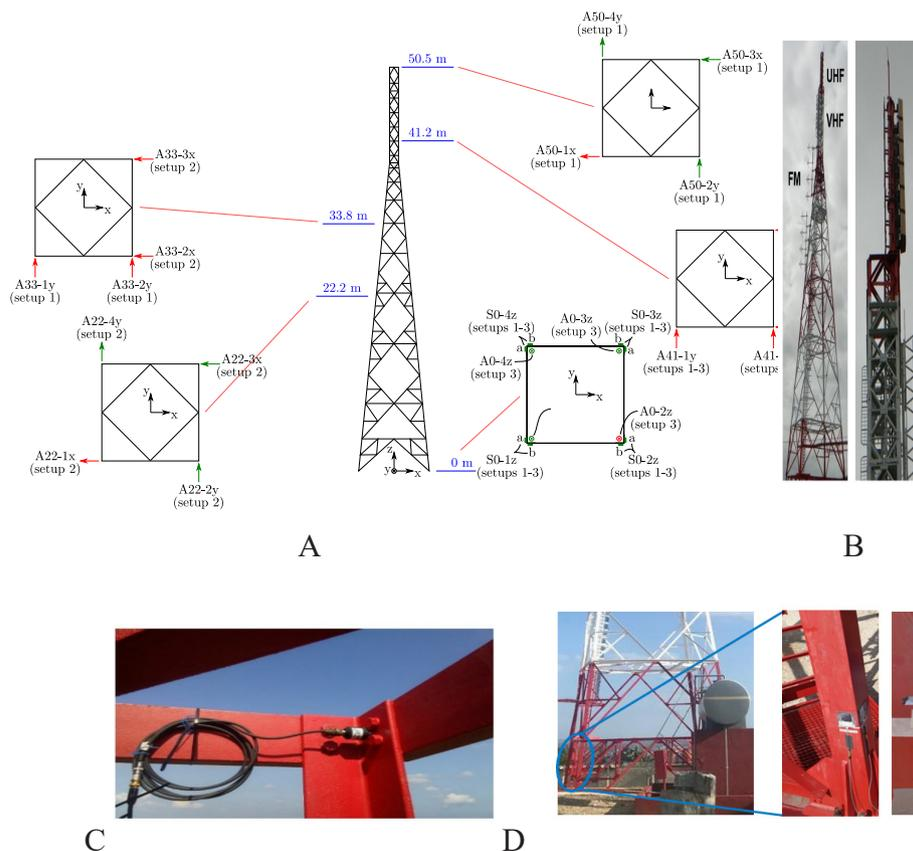 A50-4y
(setup 1)
50.5 m
A50-3x
(setup 1)
UHF
VHF
41.2 m
A50-1x
(setup 1)
A33-3x
(setup 2)
A50-2y
(setup 1)
FM
y
x
33.8 m
A33-2x
(setup 2)
y
x
A33-1y
(setup 1)
A33-2y
(setup 1)
22.2 m
S0-4z
(setups 1-3)
A0-3z
(setup 3)
S0-3z
(setups 1-3)
A22-4y
(setup 2)
A41-1y
(setups 1-3)
A41-
(setups
b
a
b
a
A22-3x
(setup 2)
A0-4z
(setup 3)
y
x
y
x
A0-2z
(setup 3)
a
b
a
b
A22-1x
(setup 2)
z
y
x
0 m
S0-1z
(setups 1-3)
S0-2z
(setups 1-3)
A22-2y
(setup 2)
A
B
C
D